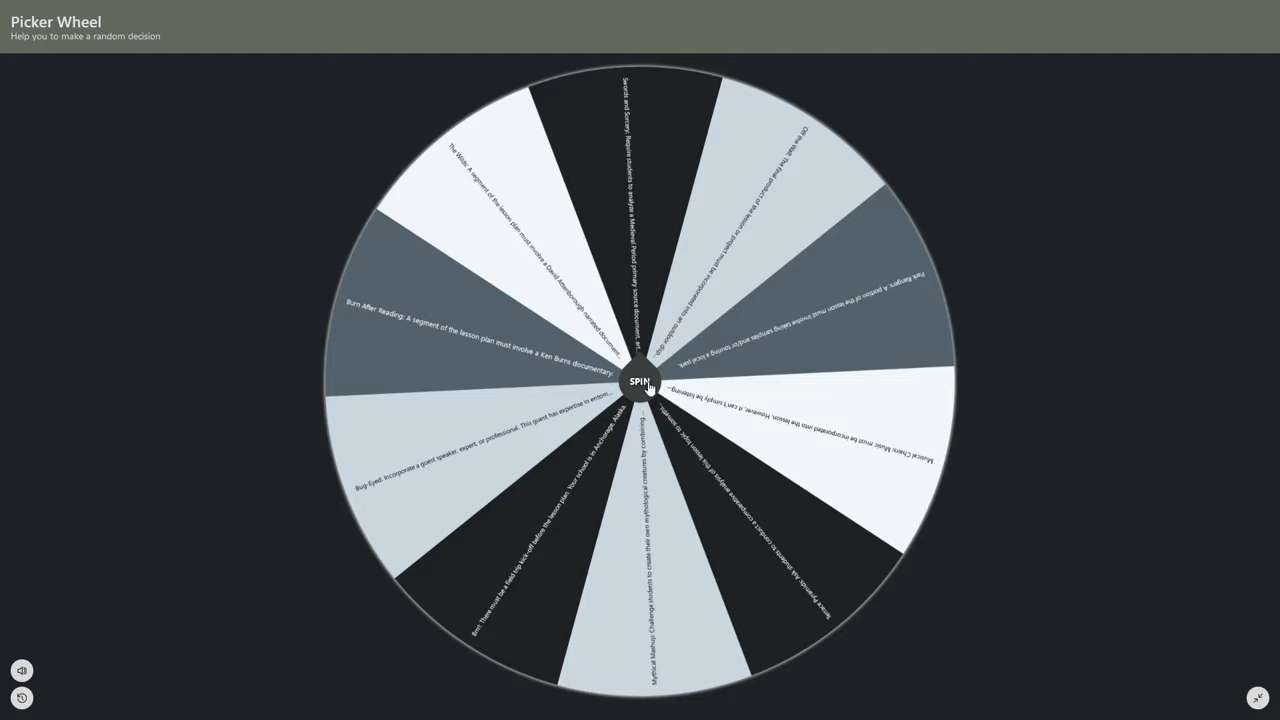 Picker Wheel
Help you to make a random decision
Swords and Sorcery: Require students to analyze a Medieval Period primary source document, art...
Off the Wall: The final product of the lesson or project must be incorporated into an outdoor disp...
Park Rangers: A portion of the lesson must involve taking samples and/or touring a local park.
Musical Chairs: Music must be incorporated into the lesson. However, it can't simply be listening...
Terrace Pyramids: Ask students to conduct a comparative analysis of this lesson topic to someth...
Mythical Mashup: Challenge students to create their own mythological creatures by combining...
Brrr! There must be a field trip kick-off before the lesson plan. Your school is in Anchorage, Alaska.
Bug-Eyed: Incorporate a guest speaker, expert, or professional. This guest has expertise in entom...
Burn After Reading: A segment of the lesson plan must involve a Ken Burns documentary.
The Wilds: A segment of the lesson plan must involve a David Attenborough narrated document...
SPIN